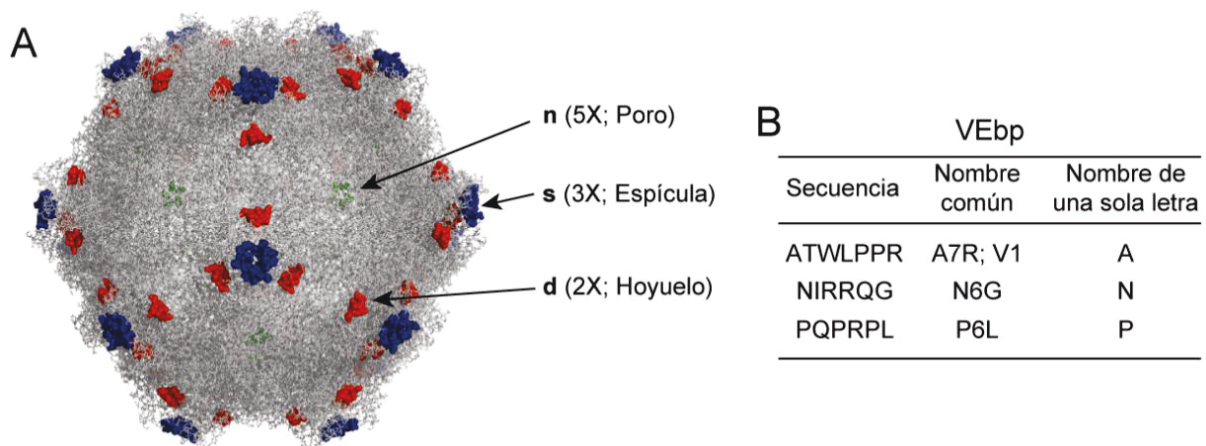 A
n (5X; Poro)
s (3X; Espícula)
d (2X; Hoyuelo)
B
VEbp
Secuencia Nombre común Nombre de una sola letra
ATWLPPR A7R; V1 A
NIRRQG N6G N
PQPRPL P6L P